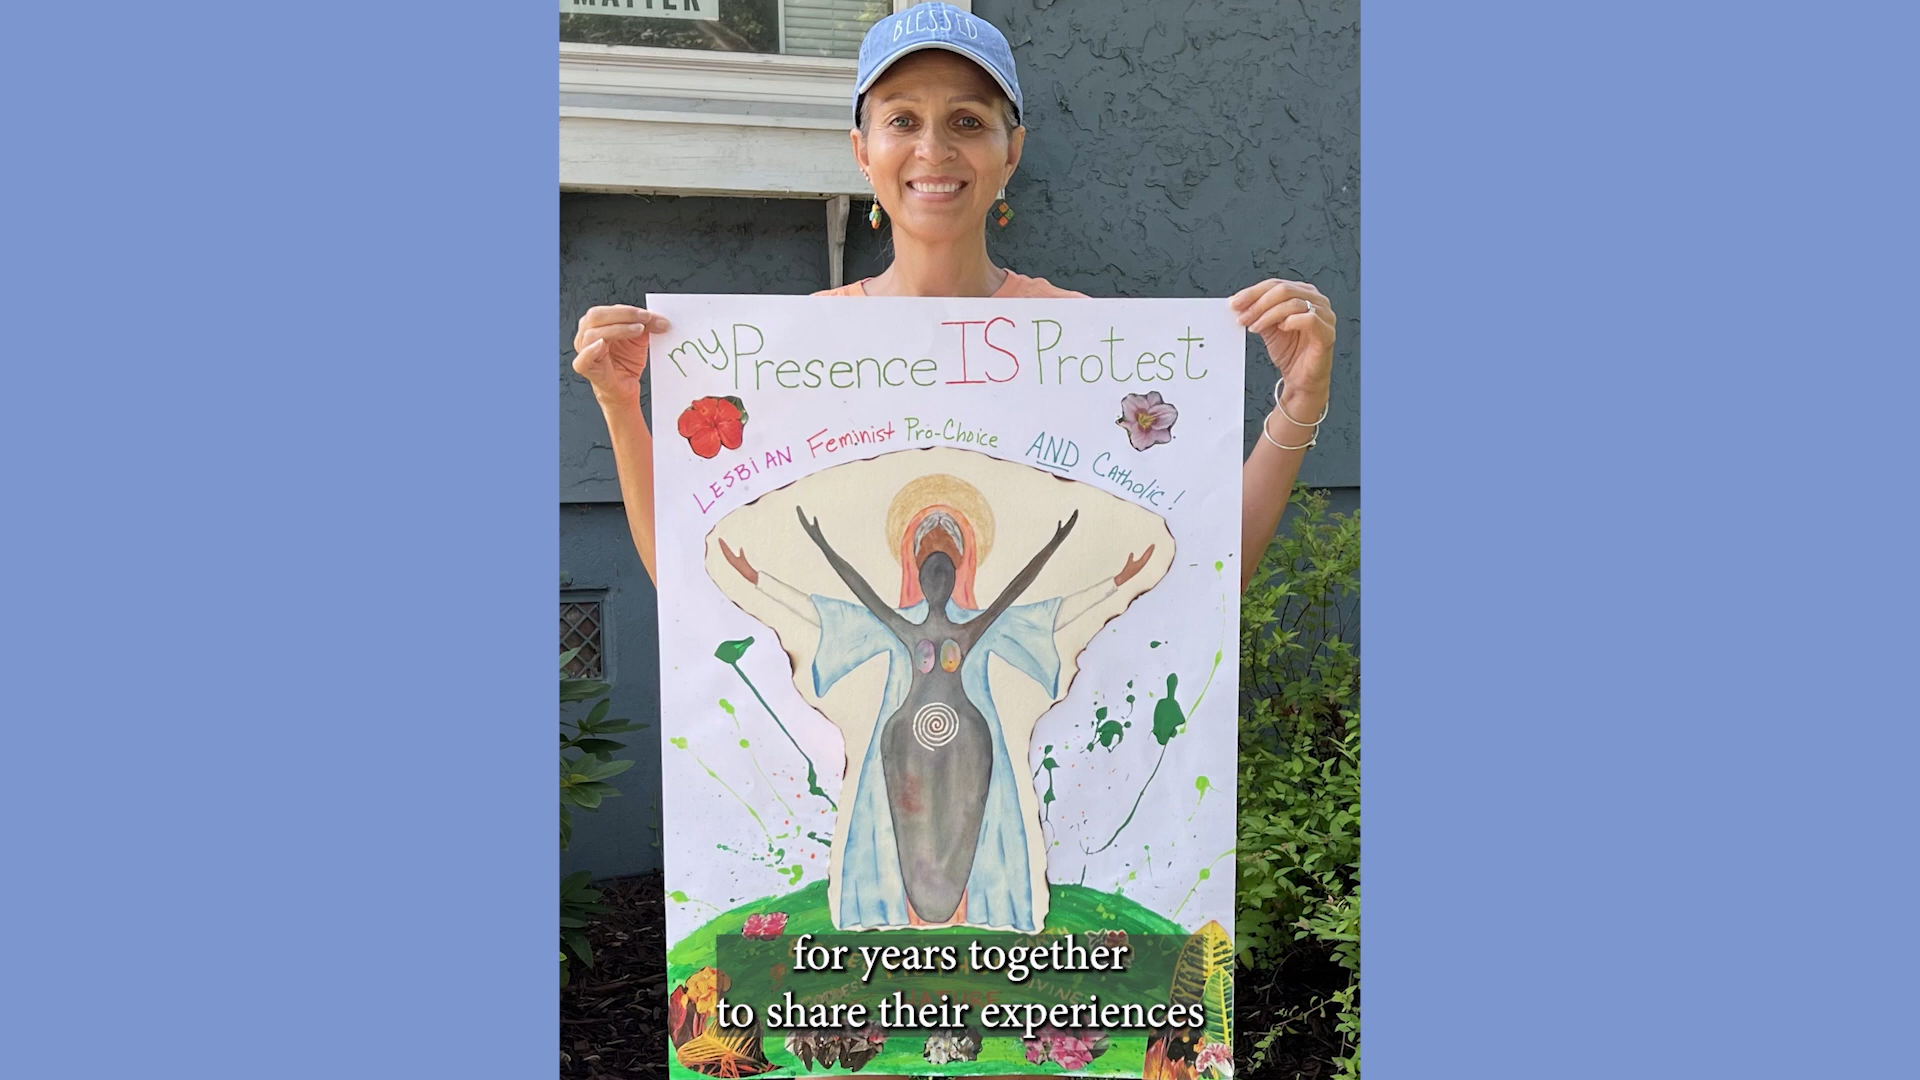 MATTER
BLESSED
my Presence IS Protest
LESBIAN Feminist Pro-Choice AND Catholic!
for years together
to share their experiences